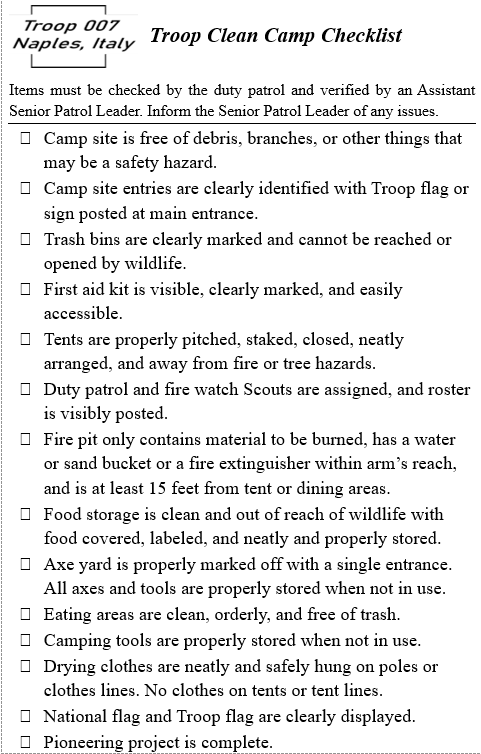 Troop 007
Naples, Italy
Troop Clean Camp Checklist
Items must be checked by the duty patrol and verified by an Assistant
Senior Patrol Leader. Inform the Senior Patrol Leader of any issues.
☐ Camp site is free of debris, branches, or other things that
may be a safety hazard.
☐ Camp site entries are clearly identified with Troop flag or
sign posted at main entrance.
☐ Trash bins are clearly marked and cannot be reached or
opened by wildlife.
☐ First aid kit is visible, clearly marked, and easily
accessible.
☐ Tents are properly pitched, staked, closed, neatly
arranged, and away from fire or tree hazards.
☐ Duty patrol and fire watch Scouts are assigned, and roster
is visibly posted.
☐ Fire pit only contains material to be burned, has a water
or sand bucket or a fire extinguisher within arm’s reach,
and is at least 15 feet from tent or dining areas.
☐ Food storage is clean and out of reach of wildlife with
food covered, labeled, and neatly and properly stored.
☐ Axe yard is properly marked off with a single entrance.
All axes and tools are properly stored when not in use.
☐ Eating areas are clean, orderly, and free of trash.
☐ Camping tools are properly stored when not in use.
☐ Drying clothes are neatly and safely hung on poles or
clothes lines. No clothes on tents or tent lines.
☐ National flag and Troop flag are clearly displayed.
☐ Pioneering project is complete.